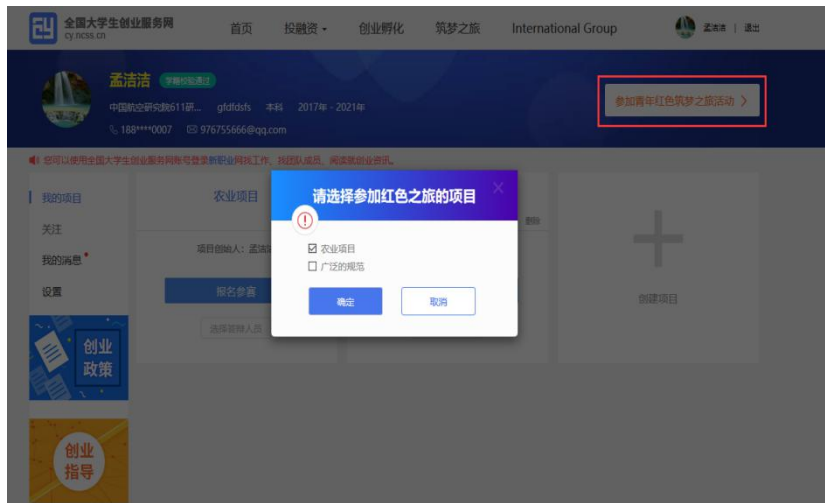 全国大学生创业服务网
cy.ncss.cn
首页 投融资 创业孵化 筑梦之旅 International Group 孟洁洁 | 退出
孟洁洁 学籍校验通过
中国航空研究院611研... gfdfdsfs 本科 2017年 - 2021年
188****0007 976755666@qq.com
参加青年红色筑梦之旅活动 >
您可以使用全国大学生创业服务网账号登录新职业网找工作、找团队成员、阅读就创业资讯。
我的项目
关注
我的消息
设置
农业项目
项目创始人：孟洁
报名参赛
选择答辩人员
删除
请选择参加红色之旅的项目
农业项目
广泛的规范
确定 取消
创建项目
创业
政策
创业
指导